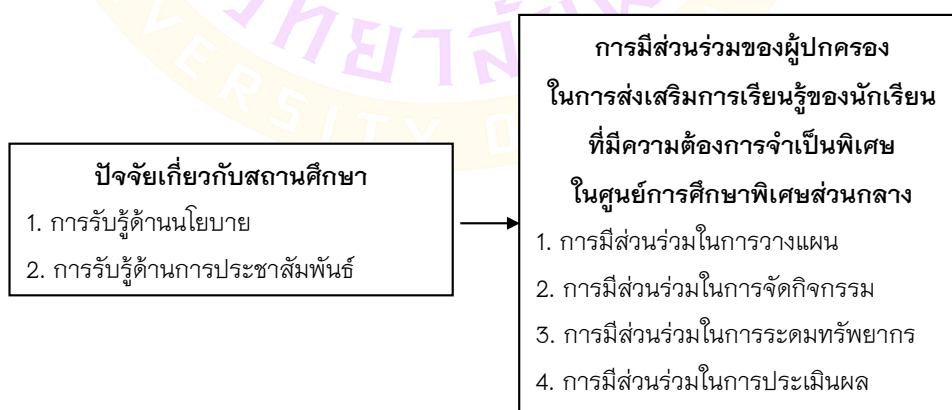 วิทยาลัย
ERSITY O
ปัจจัยเกี่ยวกับสถานศึกษา
1. การรับรู้ด้านนโยบาย
2. การรับรู้ด้านการประชาสัมพันธ์
การมีส่วนร่วมของผู้ปกครอง
ในการส่งเสริมการเรียนรู้ของนักเรียน
ที่มีความต้องการจำเป็นพิเศษ
ในศูนย์การศึกษาพิเศษส่วนกลาง
1. การมีส่วนร่วมในการวางแผน
2. การมีส่วนร่วมในการจัดกิจกรรม
3. การมีส่วนร่วมในการระดมทรัพยากร
4. การมีส่วนร่วมในการประเมินผล